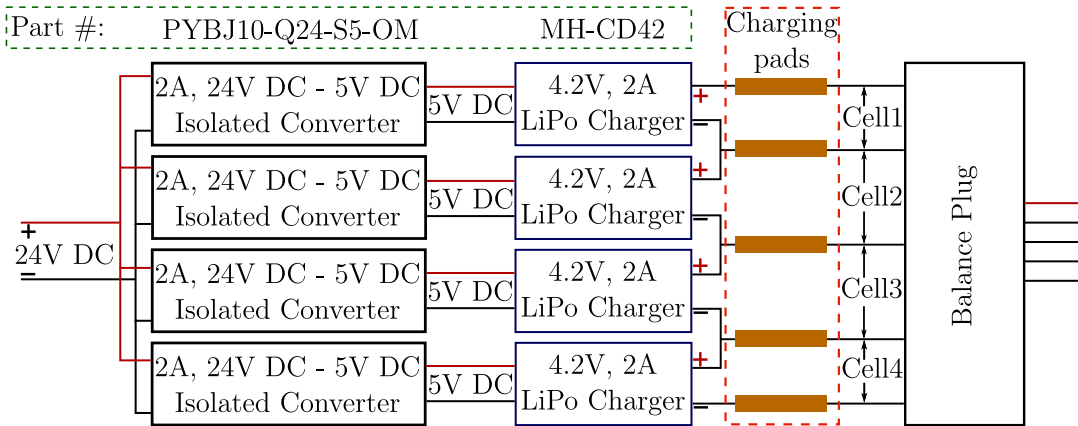 Part #: PYBJ10-Q24-S5-OM MH-CD42
Charging
pads
2A, 24V DC - 5V DC
Isolated Converter
5V DC
4.2V, 2A
LiPo Charger
+
−
Cell1
2A, 24V DC - 5V DC
Isolated Converter
5V DC
4.2V, 2A
LiPo Charger
+
−
Cell2
+
24V DC
−
2A, 24V DC - 5V DC
Isolated Converter
5V DC
4.2V, 2A
LiPo Charger
+
−
Cell3
2A, 24V DC - 5V DC
Isolated Converter
5V DC
4.2V, 2A
LiPo Charger
+
−
Cell4
Balance Plug